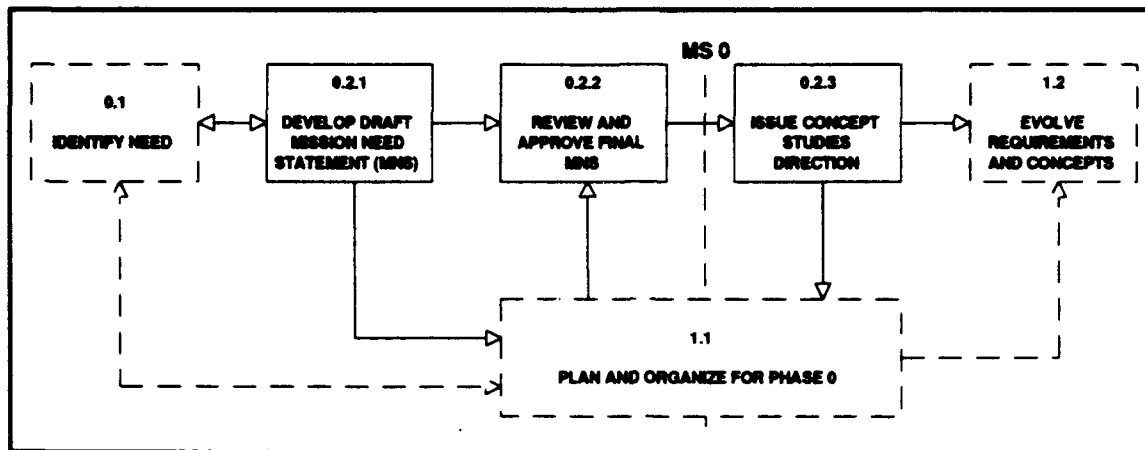 MS 0
0.1
IDENTIFY NEED
0.2.1
DEVELOP DRAFT
MISSION NEED
STATEMENT (MNS)
0.2.2
REVIEW AND
APPROVE FINAL
MNS
0.2.3
ISSUE CONCEPT
STUDIES
DIRECTION
1.2
EVOLVE
REQUIREMENTS
AND CONCEPTS
1.1
PLAN AND ORGANIZE FOR PHASE 0